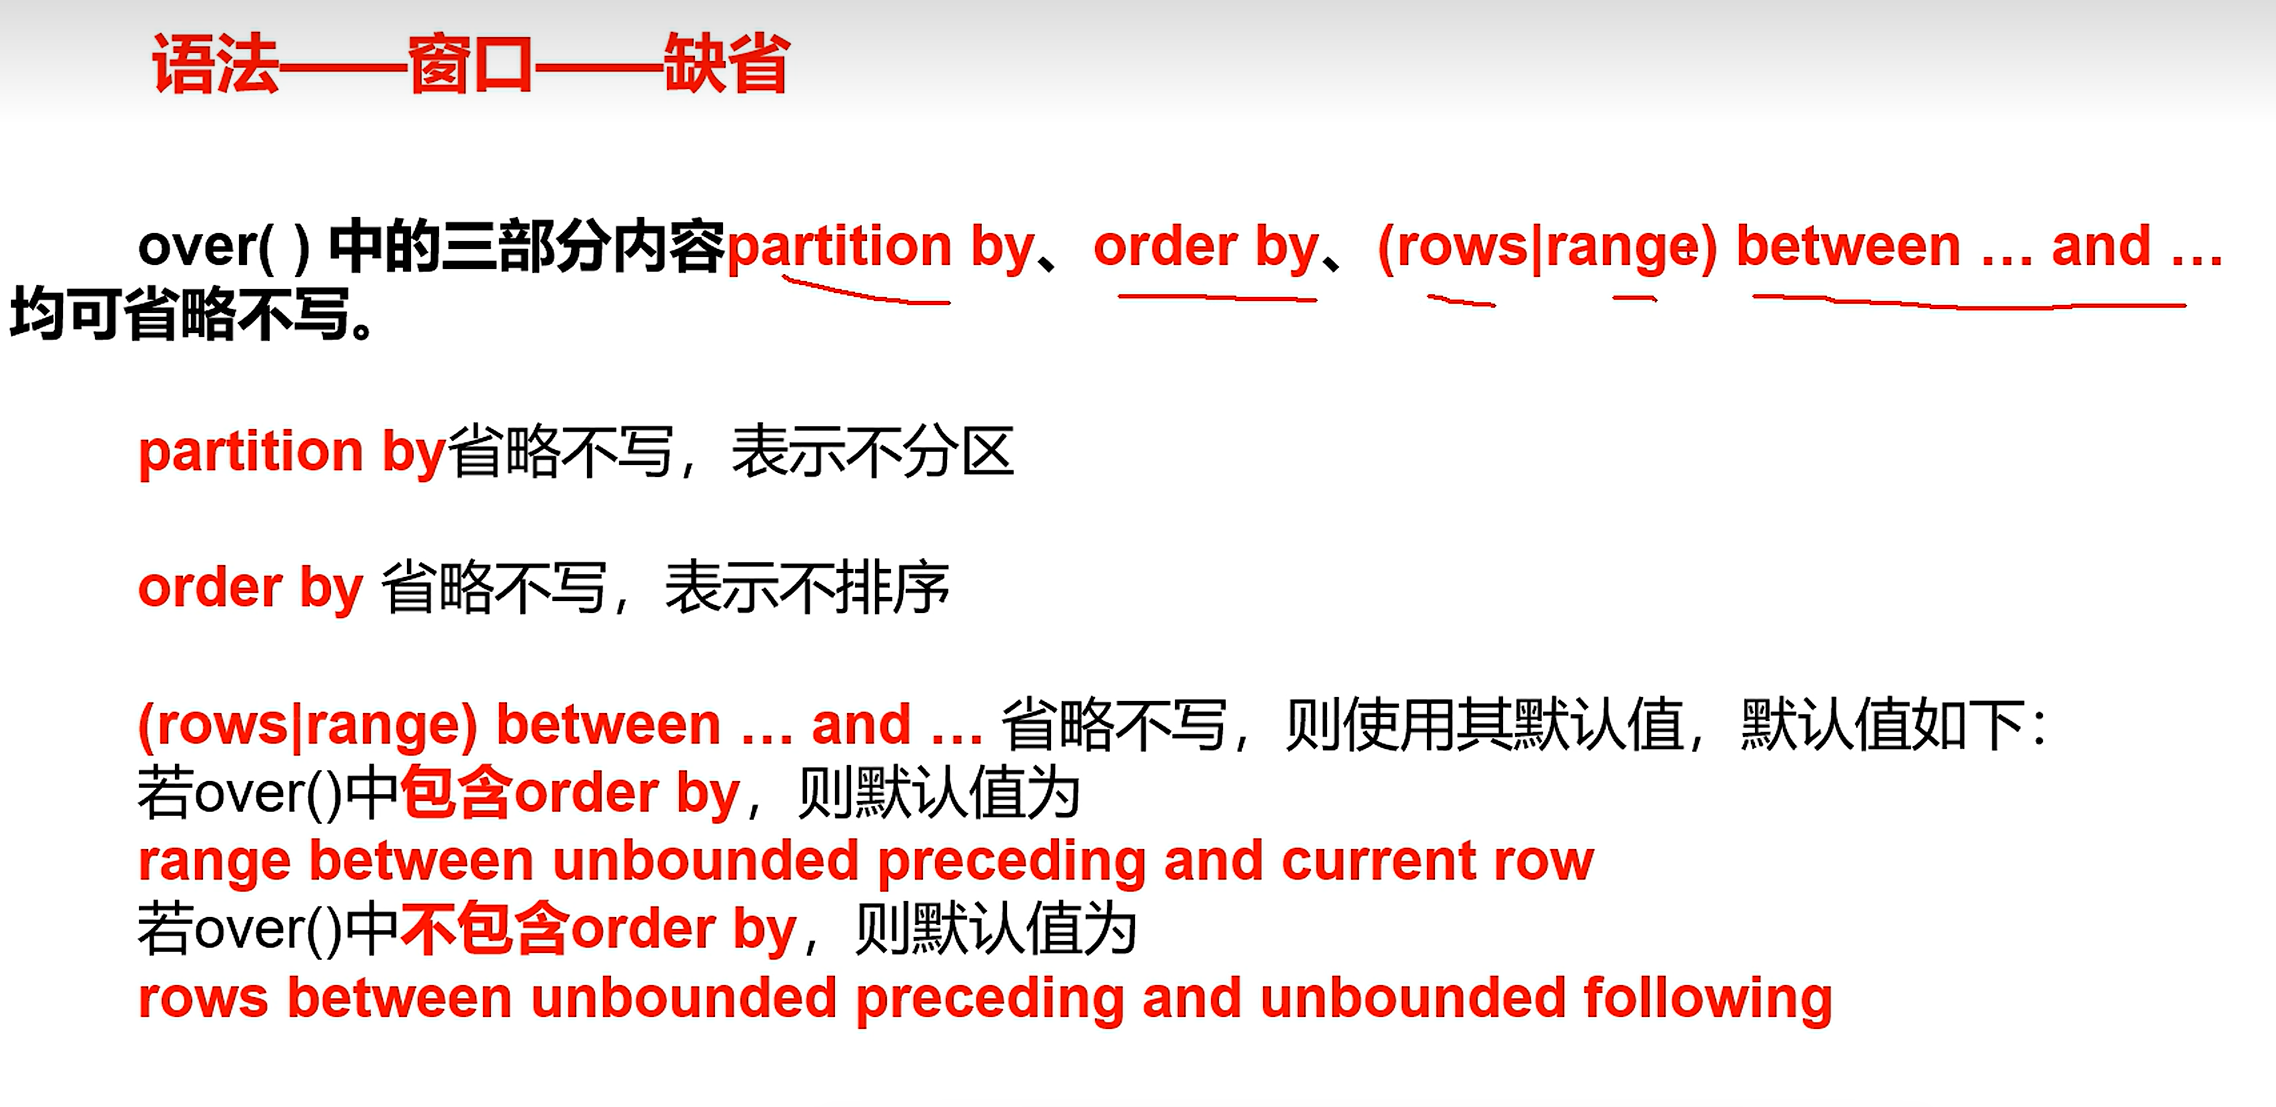 语法——窗口——缺省
over( ) 中的三部分内容partition by、order by、(rows|range) between … and …
均可省略不写。
partition by省略不写，表示不分区
order by 省略不写，表示不排序
(rows|range) between … and … 省略不写，则使用其默认值，默认值如下：
若over()中包含order by，则默认值为
range between unbounded preceding and current row
若over()中不包含order by，则默认值为
rows between unbounded preceding and unbounded following